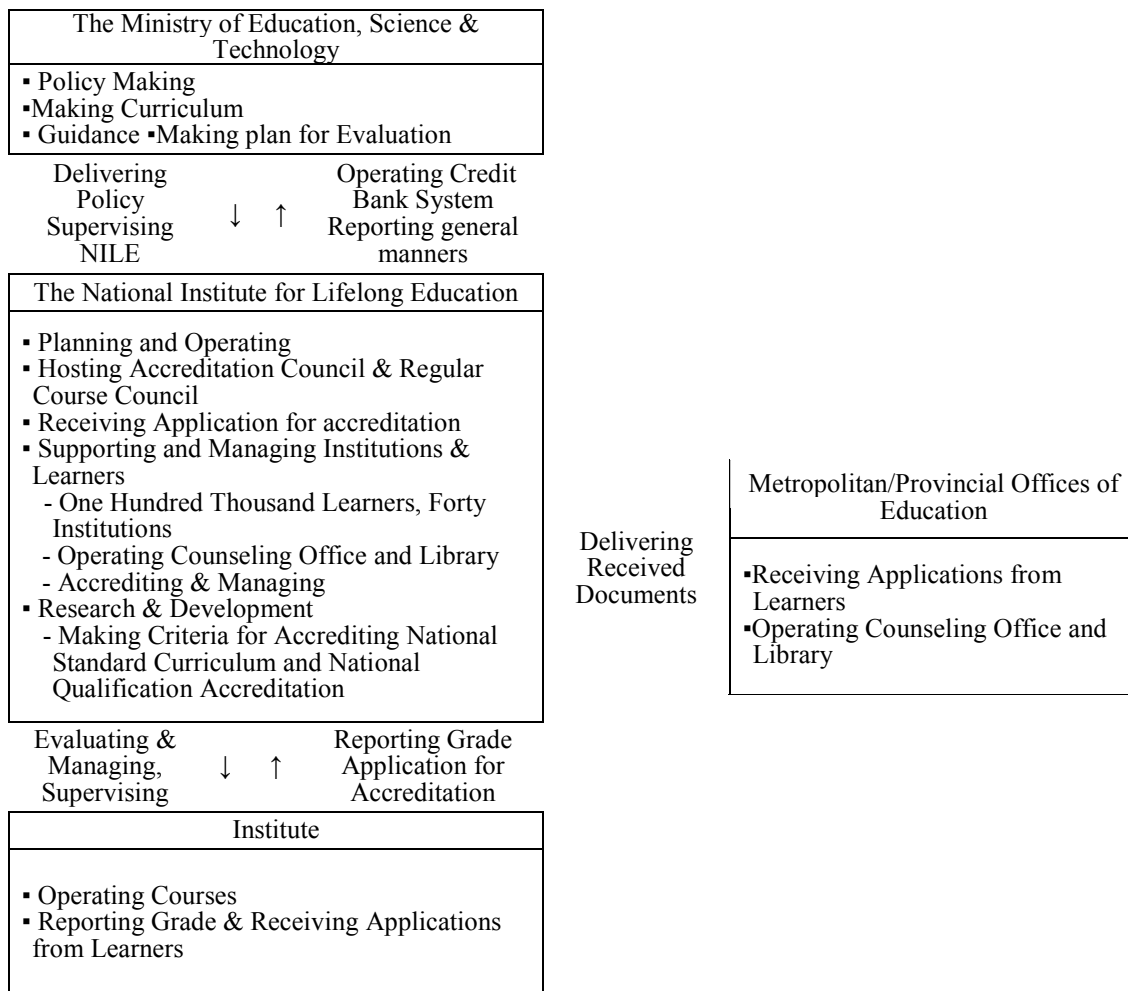 The Ministry of Education, Science &
Technology
▪ Policy Making
▪Making Curriculum
▪ Guidance ▪Making plan for Evaluation
Delivering
Policy
Supervising
NILE
↓ ↑
Operating Credit
Bank System
Reporting general
manners
The National Institute for Lifelong Education
▪ Planning and Operating
▪ Hosting Accreditation Council & Regular
Course Council
▪ Receiving Application for accreditation
▪ Supporting and Managing Institutions &
Learners
- One Hundred Thousand Learners, Forty
Institutions
- Operating Counseling Office and Library
- Accrediting & Managing
▪ Research & Development
- Making Criteria for Accrediting National
Standard Curriculum and National
Qualification Accreditation
Delivering
Received
Documents
Metropolitan/Provincial Offices of
Education
▪Receiving Applications from
Learners
▪Operating Counseling Office and
Library
Evaluating &
Managing,
Supervising
↓ ↑
Reporting Grade
Application for
Accreditation
Institute
▪ Operating Courses
▪ Reporting Grade & Receiving Applications
from Learners